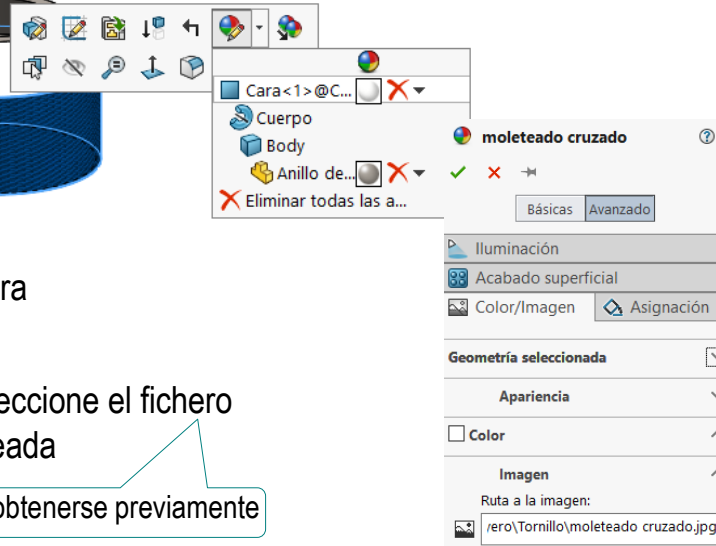 Cara<1>@C...
Cuerpo
Body
Anillo de...
Eliminar todas las a...
moleteado cruzado
Básicas Avanzado
Iluminación
Acabado superficial
Color/Imagen Asignación
Geometría seleccionada
Apariencia
Color
Imagen
Ruta a la imagen:
ero\Tornillo\moleteado cruzado.jpg
ra
eccione el fichero
eada
obtenerse previamente